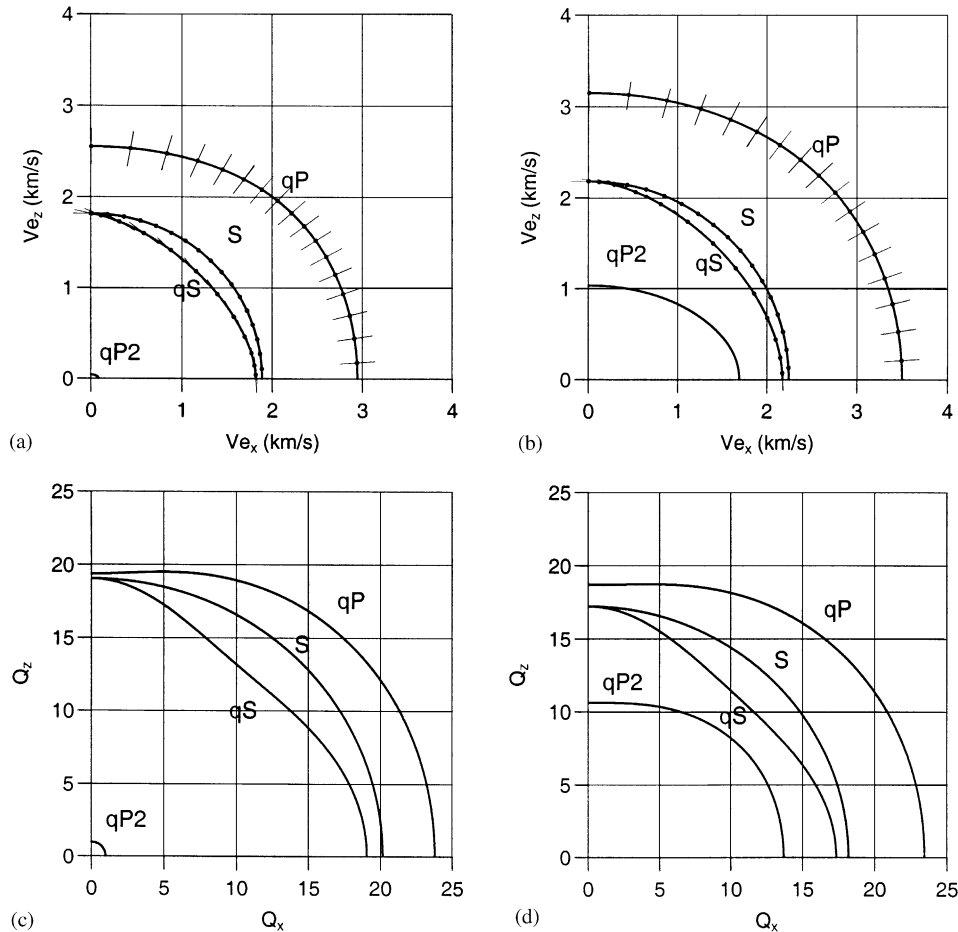 4
3
2
1
0
Ve_z (km/s)
qP
S
qS
qP2
0 1 2 3 4
(a) Ve_x (km/s)
4
3
2
1
0
Ve_z (km/s)
qP
S
qP2
qS
0 1 2 3 4
(b) Ve_x (km/s)
25
20
15
10
5
0
Q_z
qP
S
qS
qP2
0 5 10 15 20 25
(c) Q_x
25
20
15
10
5
0
Q_z
qP
S
qP2
qS
0 5 10 15 20 25
(d) Q_x